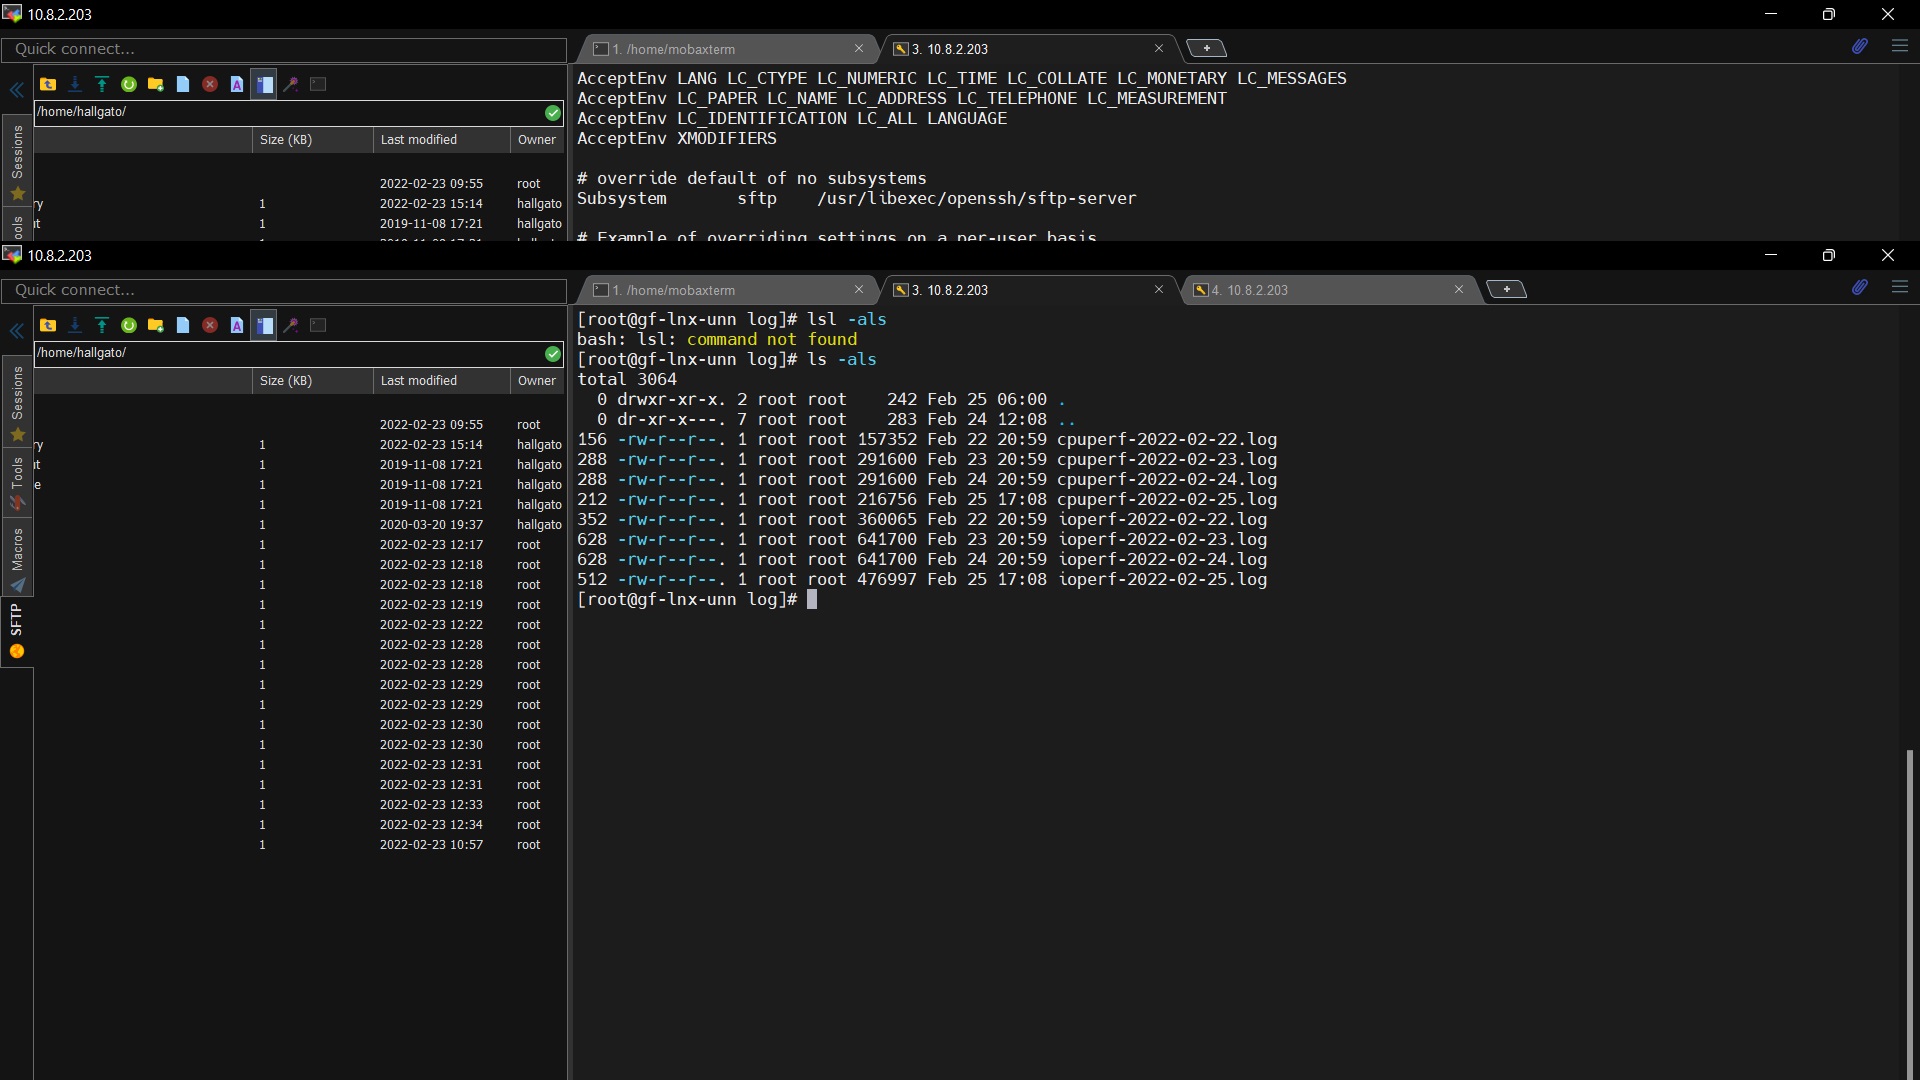 10.8.2.203
Quick connect...
1. /home/mobaxterm
3. 10.8.2.203
/home/hallgato/
Size (KB) Last modified Owner
2022-02-23 09:55 root
ry 1 2022-02-23 15:14 hallgato
it 1 2019-11-08 17:21 hallgato
Sessions
ools
AcceptEnv LANG LC_CTYPE LC_NUMERIC LC_TIME LC_COLLATE LC_MONETARY LC_MESSAGES
AcceptEnv LC_PAPER LC_NAME LC_ADDRESS LC_TELEPHONE LC_MEASUREMENT
AcceptEnv LC_IDENTIFICATION LC_ALL LANGUAGE
AcceptEnv XMODIFIERS
# override default of no subsystems
Subsystem       sftp    /usr/libexec/openssh/sftp-server
# Example of overriding settings on a per-user basis
10.8.2.203
Quick connect...
1. /home/mobaxterm
3. 10.8.2.203
4. 10.8.2.203
/home/hallgato/
Size (KB) Last modified Owner
2022-02-23 09:55 root
ry 1 2022-02-23 15:14 hallgato
it 1 2019-11-08 17:21 hallgato
e 1 2019-11-08 17:21 hallgato
1 2019-11-08 17:21 hallgato
1 2020-03-20 19:37 hallgato
1 2022-02-23 12:17 root
1 2022-02-23 12:18 root
1 2022-02-23 12:18 root
1 2022-02-23 12:19 root
1 2022-02-23 12:22 root
1 2022-02-23 12:28 root
1 2022-02-23 12:28 root
1 2022-02-23 12:29 root
1 2022-02-23 12:29 root
1 2022-02-23 12:30 root
1 2022-02-23 12:30 root
1 2022-02-23 12:31 root
1 2022-02-23 12:31 root
1 2022-02-23 12:33 root
1 2022-02-23 12:34 root
1 2022-02-23 10:57 root
Sessions
Tools
Macros
SFTP
[root@gf-lnx-unn log]# lsl -als
bash: lsl: command not found
[root@gf-lnx-unn log]# ls -als
total 3064
  0 drwxr-xr-x. 2 root root    242 Feb 25 06:00 .
  0 dr-xr-x---. 7 root root    283 Feb 24 12:08 ..
156 -rw-r--r--. 1 root root 157352 Feb 22 20:59 cpuperf-2022-02-22.log
288 -rw-r--r--. 1 root root 291600 Feb 23 20:59 cpuperf-2022-02-23.log
288 -rw-r--r--. 1 root root 291600 Feb 24 20:59 cpuperf-2022-02-24.log
212 -rw-r--r--. 1 root root 216756 Feb 25 17:08 cpuperf-2022-02-25.log
352 -rw-r--r--. 1 root root 360065 Feb 22 20:59 ioperf-2022-02-22.log
628 -rw-r--r--. 1 root root 641700 Feb 23 20:59 ioperf-2022-02-23.log
628 -rw-r--r--. 1 root root 641700 Feb 24 20:59 ioperf-2022-02-24.log
512 -rw-r--r--. 1 root root 476997 Feb 25 17:08 ioperf-2022-02-25.log
[root@gf-lnx-unn log]#